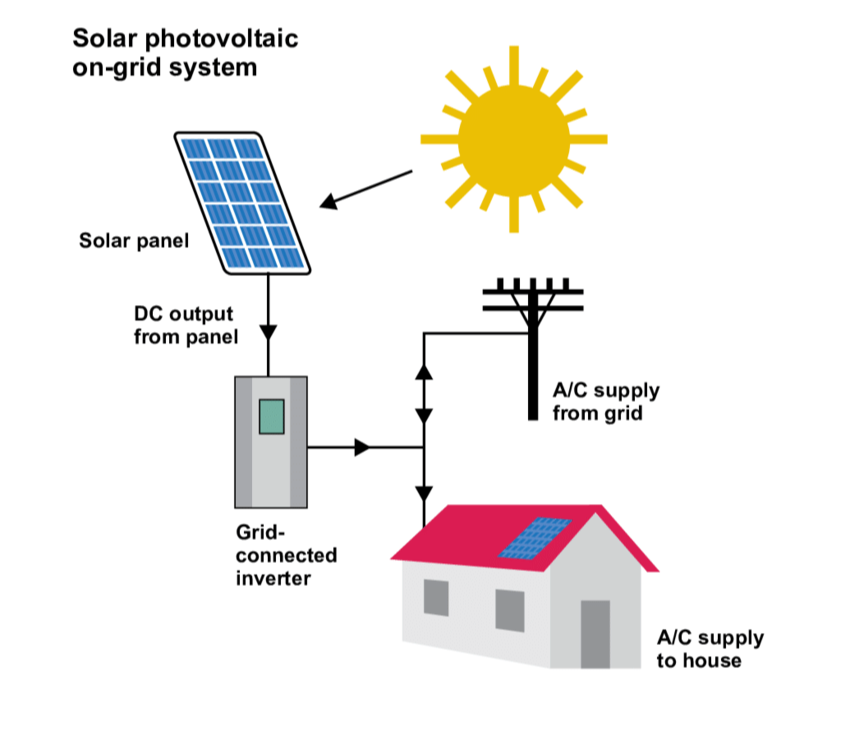 Solar photovoltaic
on-grid system
Solar panel
DC output
from panel
A/C supply
from grid
Grid-
connected
inverter
A/C supply
to house